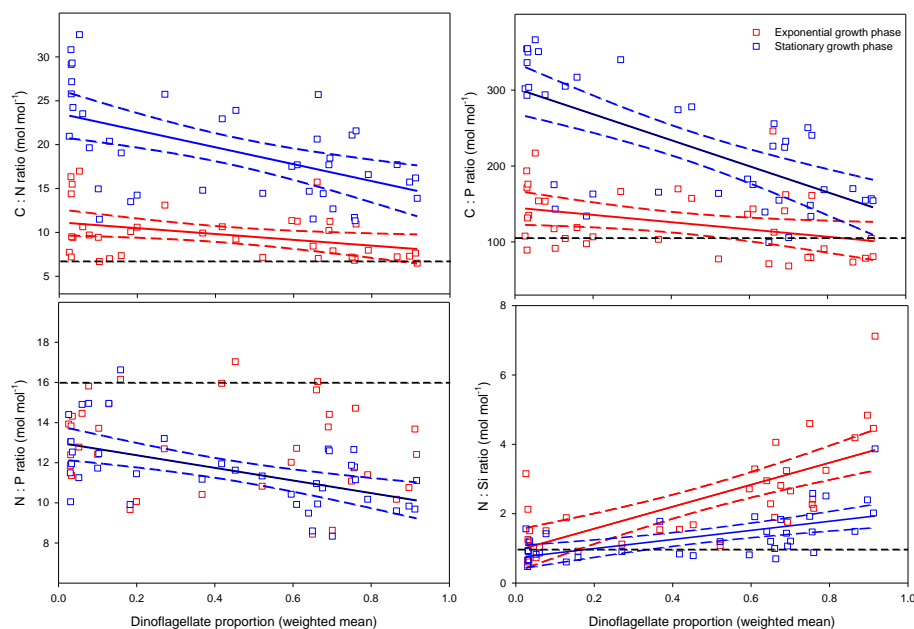 C : N ratio (mol mol⁻¹)
30
25
20
15
10
5
C : P ratio (mol mol⁻¹)
300
200
100
Exponential growth phase
Stationary growth phase
N : P ratio (mol mol⁻¹)
18
16
14
12
10
8
0.0 0.2 0.4 0.6 0.8 1.0
Dinoflagellate proportion (weighted mean)
N : Si ratio (mol mol⁻¹)
8
6
4
2
0
0.0 0.2 0.4 0.6 0.8 1.0
Dinoflagellate proportion (weighted mean)